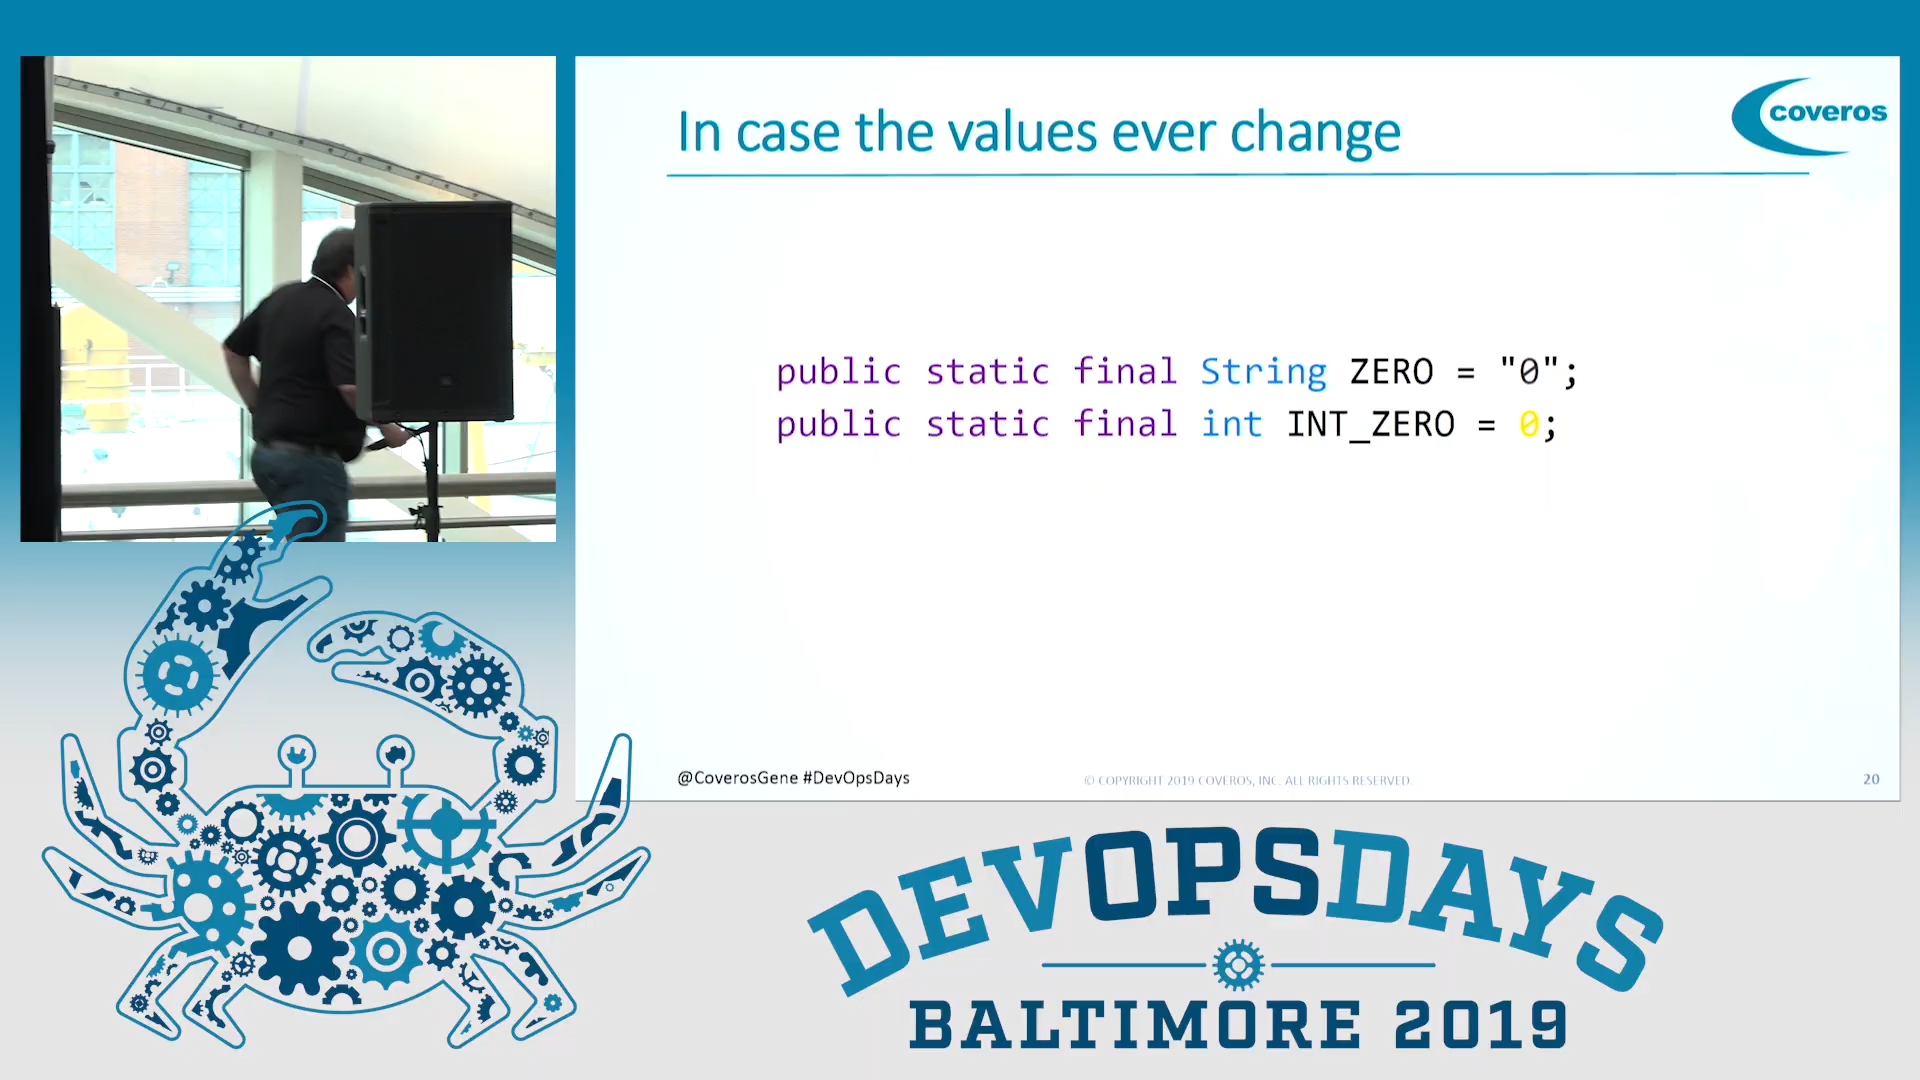 In case the values ever change
coveros
public static final String ZERO = "0";
public static final int INT_ZERO = 0;
@CoverosGene #DevOpsDays
© COPYRIGHT 2019 COVEROS, INC. ALL RIGHTS RESERVED.
20
DEVOPSDAYS
BALTIMORE 2019